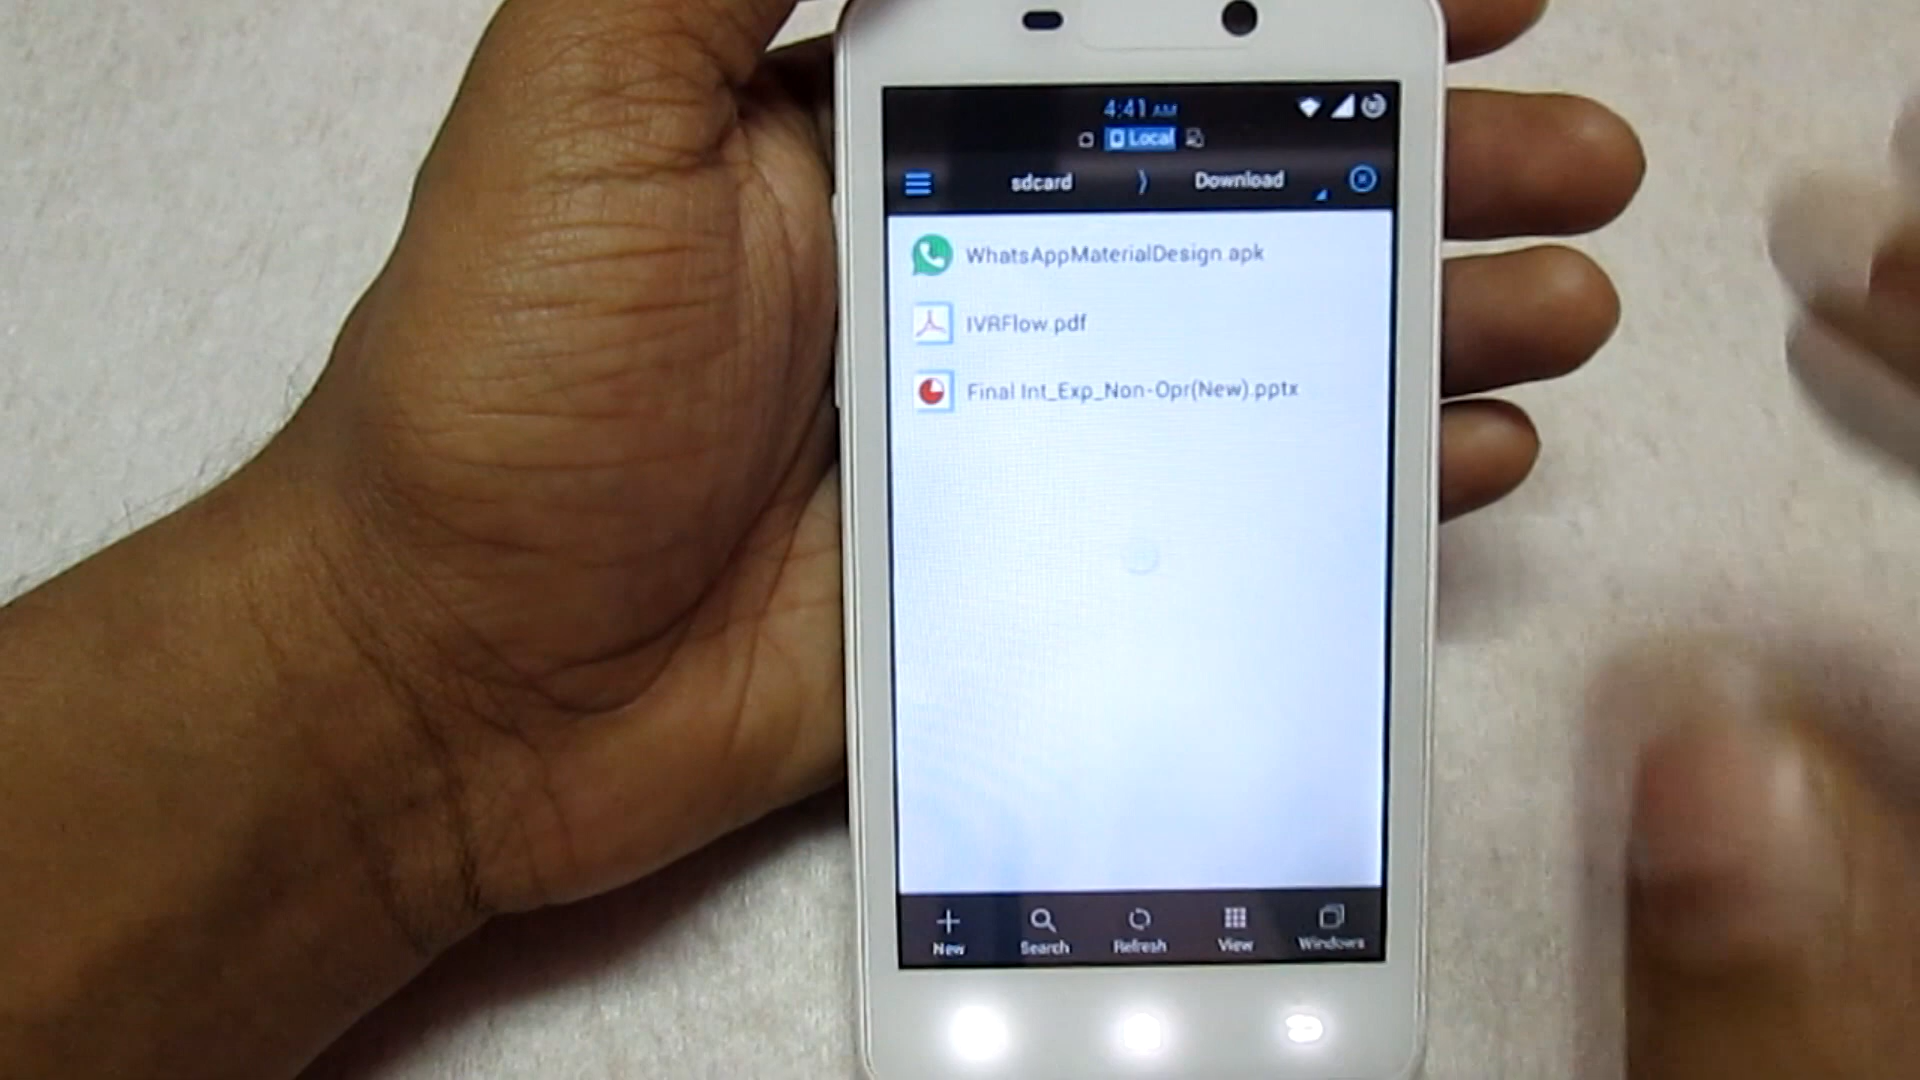 4:41 AM
Local
sdcard 〉 Download
WhatsAppMaterialDesign.apk
IVRFlow.pdf
Final Int_Exp_Non-Opr(New).pptx
New Search Refresh View Windows